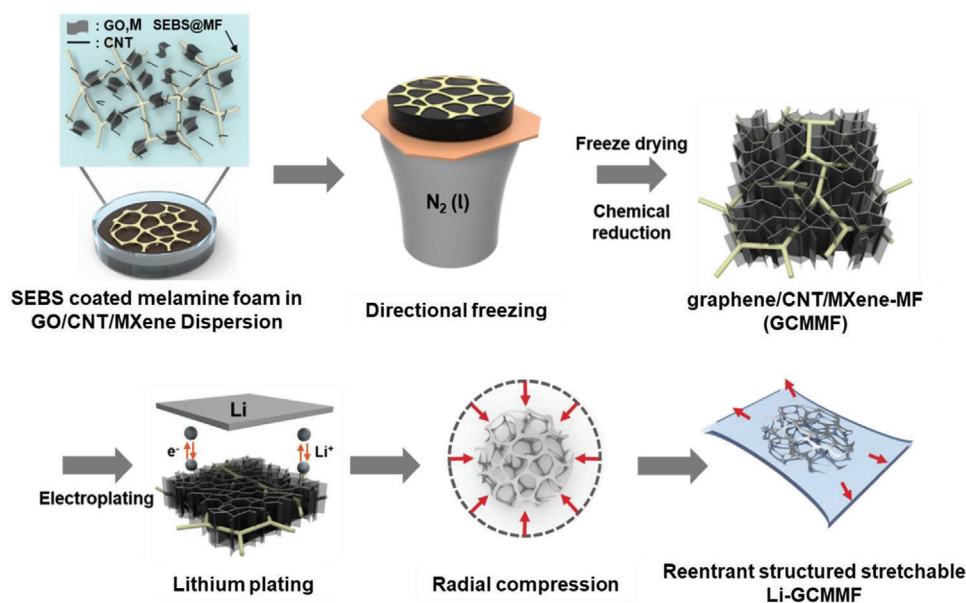 : GO,M SEBS@MF
: CNT
N₂ (l)
Freeze drying
Chemical
reduction
SEBS coated melamine foam in
GO/CNT/MXene Dispersion
Directional freezing
graphene/CNT/MXene-MF
(GCMMF)
Li
e⁻
Li⁺
Electroplating
Lithium plating
Radial compression
Reentrant structured stretchable
Li-GCMMF